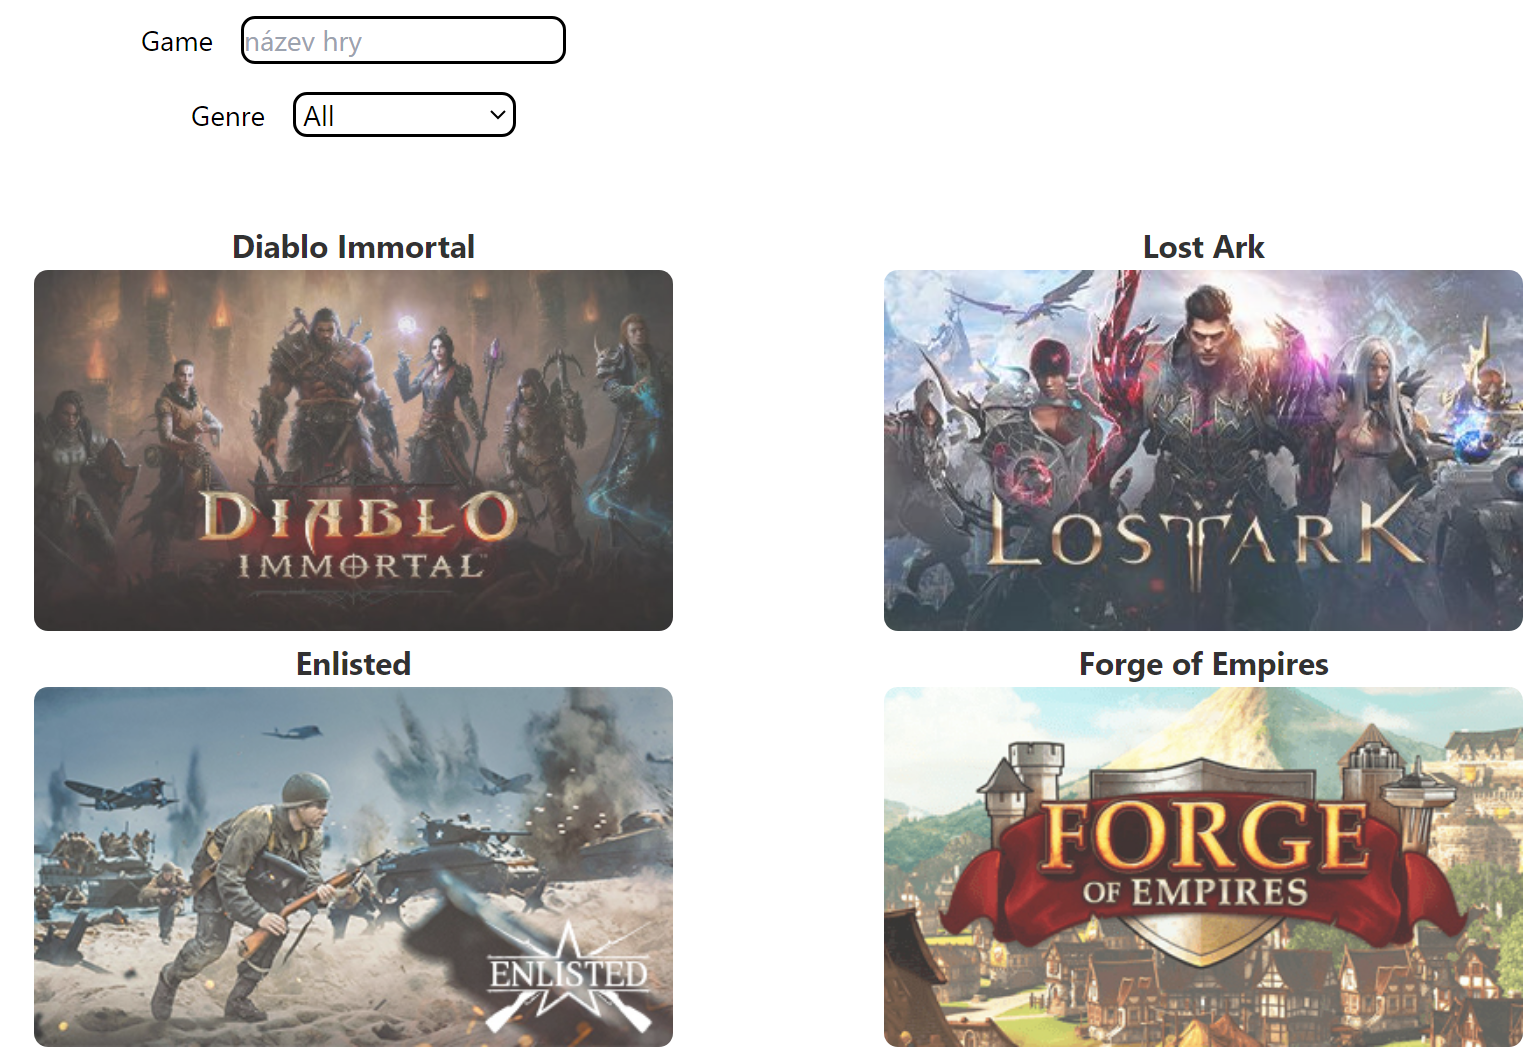 Game název hry
Genre All
Diablo Immortal
Lost Ark
DIABLO
IMMORTAL
LOST ARK
Enlisted
Forge of Empires
ENLISTED
FORGE
OF EMPIRES